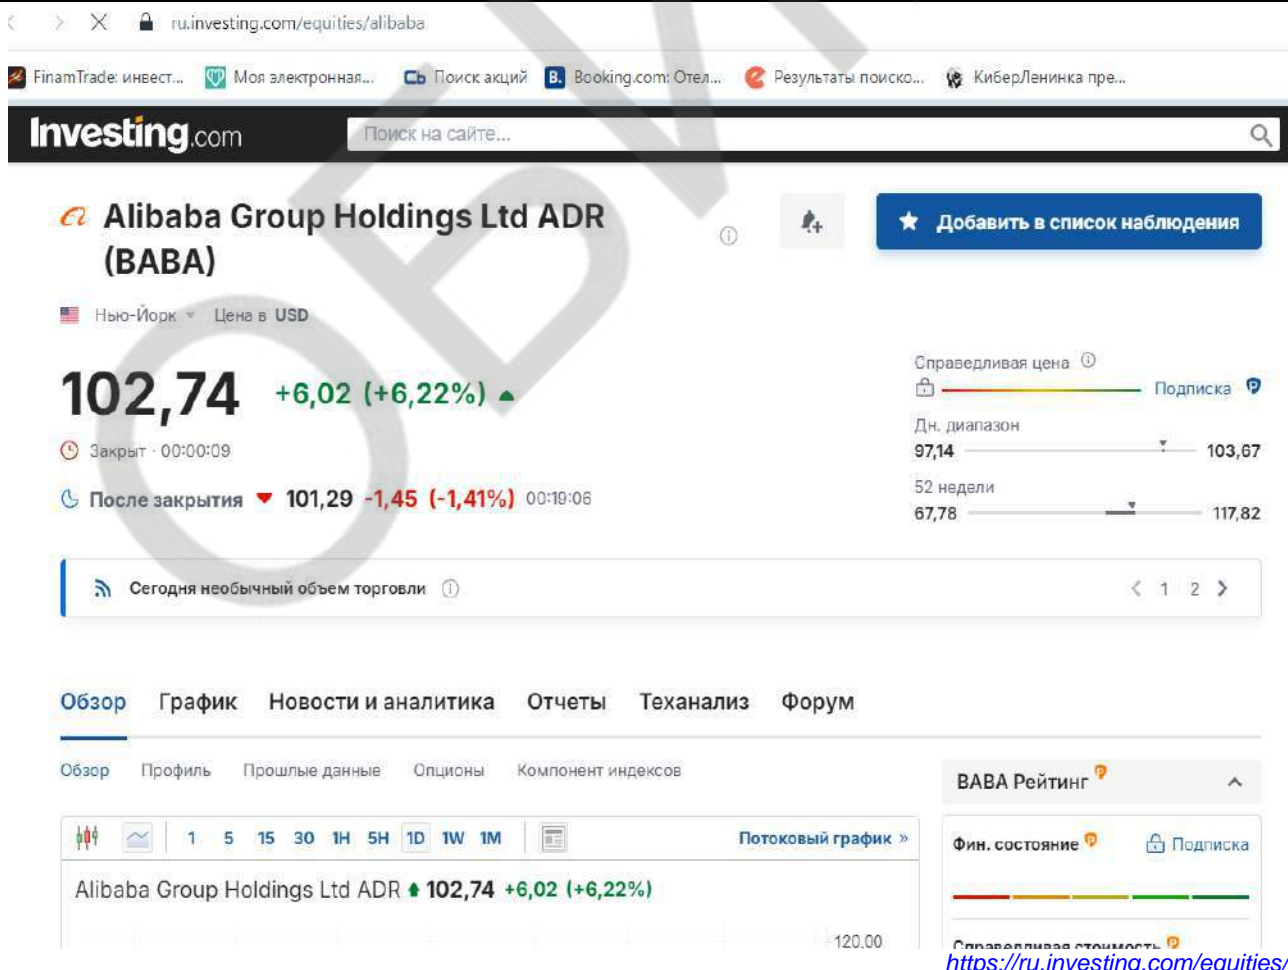 ru.investing.com/equities/alibaba
FinamTrade: инвест... Моя электронная... Сь Поиск акций B. Booking.com: Отел... Результаты поиско... КиберЛенинка пре...
Investing.com Поиск на сайте...
Alibaba Group Holdings Ltd ADR
(BABA)
Добавить в список наблюдения
Нью-Йорк Цена в USD
102,74 +6,02 (+6,22%)
Закрыт · 00:00:09
После закрытия 101,29 -1,45 (-1,41%) 00:19:06
Справедливая цена
Подписка
Дн. диапазон
97,14 103,67
52 недели
67,78 117,82
Сегодня необычный объем торговли
1 2
Обзор График Новости и аналитика Отчеты Теханализ Форум
Обзор Профиль Прошлые данные Опционы Компонент индексов
BABA Рейтинг
1 5 15 30 1H 5H 1D 1W 1M Потоковый график »
Фин. состояние Подписка
Alibaba Group Holdings Ltd ADR 102,74 +6,02 (+6,22%)
120.00
Справедливая стоимость
https://ru.investing.com/equities/